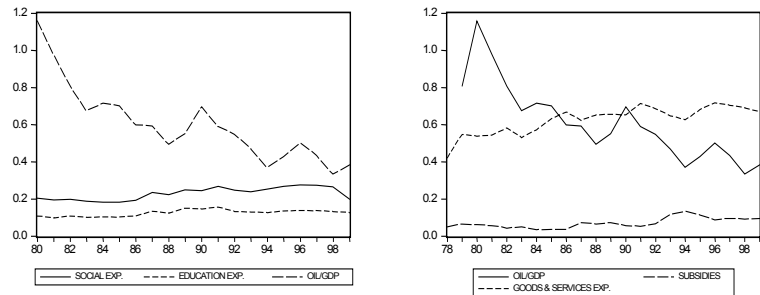 1.2
1.0
0.8
0.6
0.4
0.2
0.0
80 82 84 86 88 90 92 94 96 98
SOCIAL EXP. EDUCATION EXP. OIL/GDP
1.2
1.0
0.8
0.6
0.4
0.2
0.0
78 80 82 84 86 88 90 92 94 96 98
OIL/GDP SUBSIDIES
GOODS & SERVICES EXP.